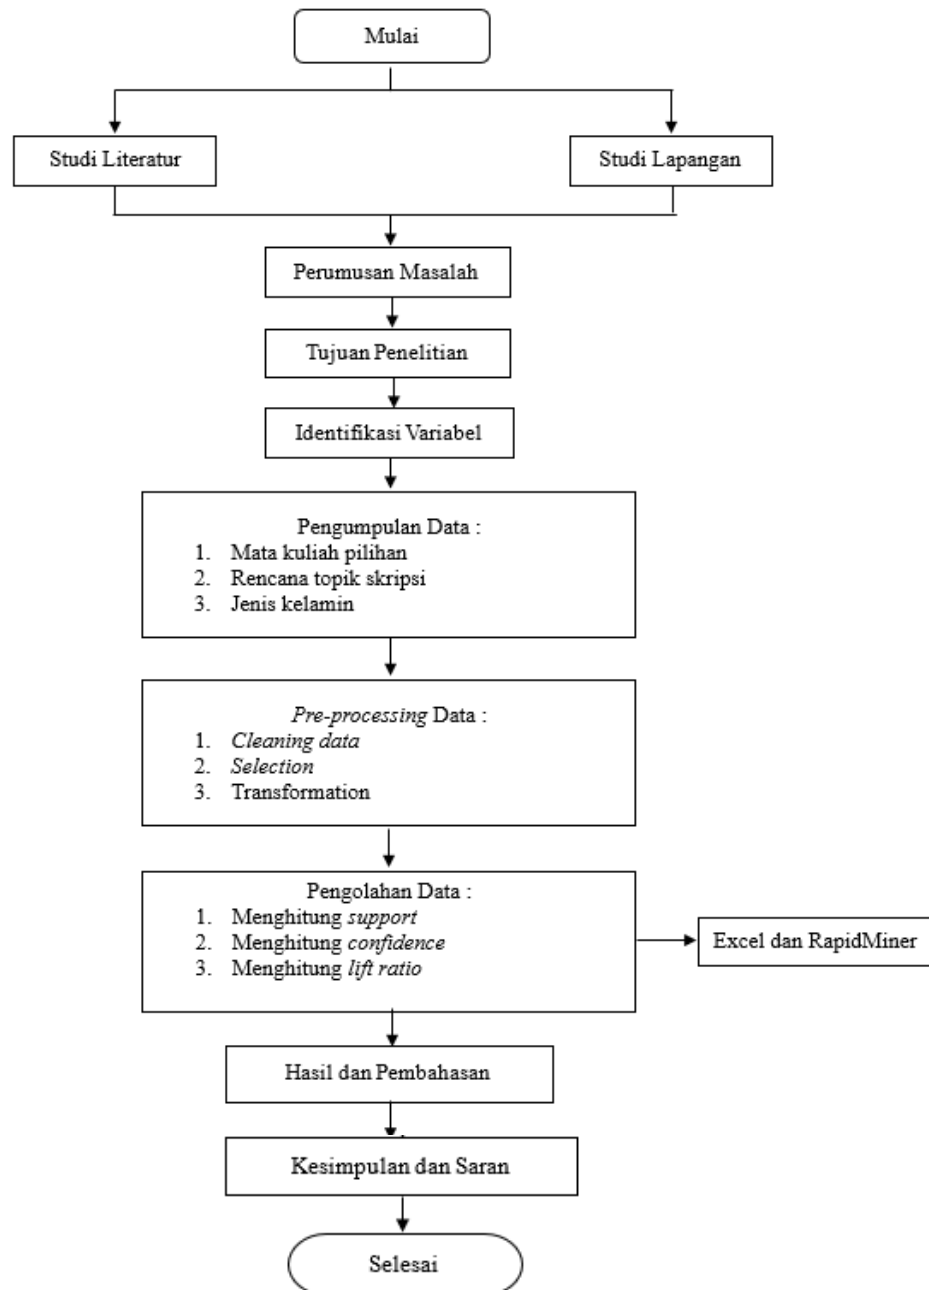 Mulai
Studi Literatur
Studi Lapangan
Perumusan Masalah
Tujuan Penelitian
Identifikasi Variabel
Pengumpulan Data :
1. Mata kuliah pilihan
2. Rencana topik skripsi
3. Jenis kelamin
Pre-processing Data :
1. Cleaning data
2. Selection
3. Transformation
Pengolahan Data :
1. Menghitung support
2. Menghitung confidence
3. Menghitung lift ratio
Excel dan RapidMiner
Hasil dan Pembahasan
Kesimpulan dan Saran
Selesai